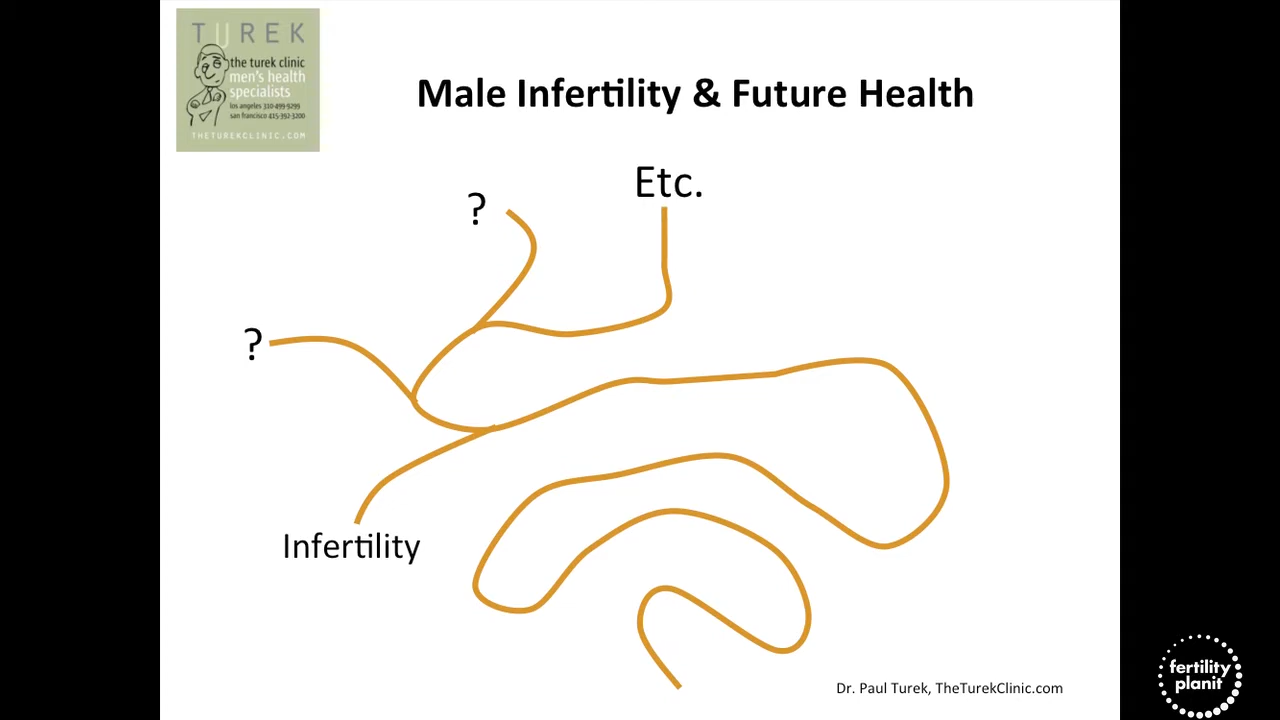 TUREK
the turek clinic
men's health
specialists
los angeles 310-499-9299
san francisco 415-392-3200
THETUREKCLINIC.COM
Male Infertility & Future Health
Etc.
?
?
Infertility
Dr. Paul Turek, TheTurekClinic.com
fertility
planit